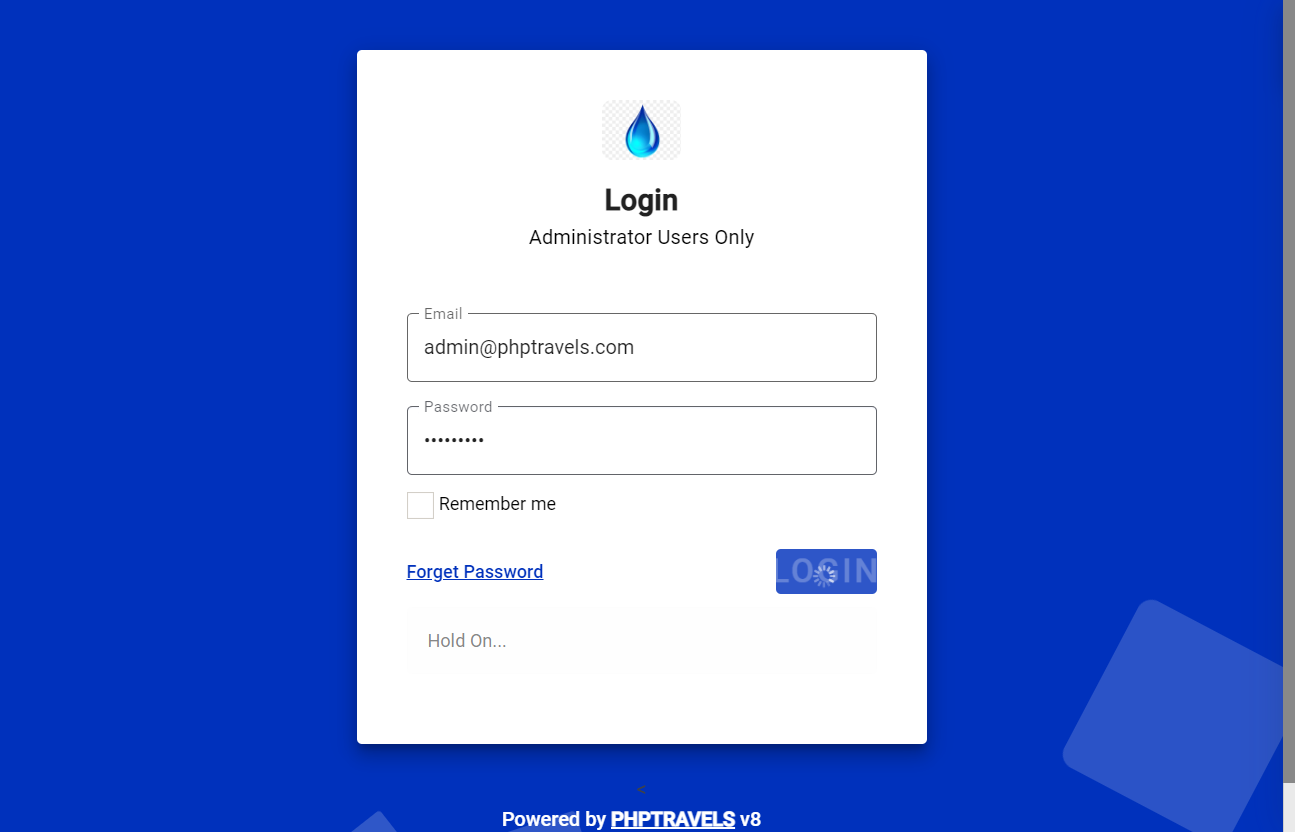 Login
Administrator Users Only
Email
admin@phptravels.com
Password
•••••••••
Remember me
Forget Password
LOGIN
Hold On...
<
Powered by PHPTRAVELS v8